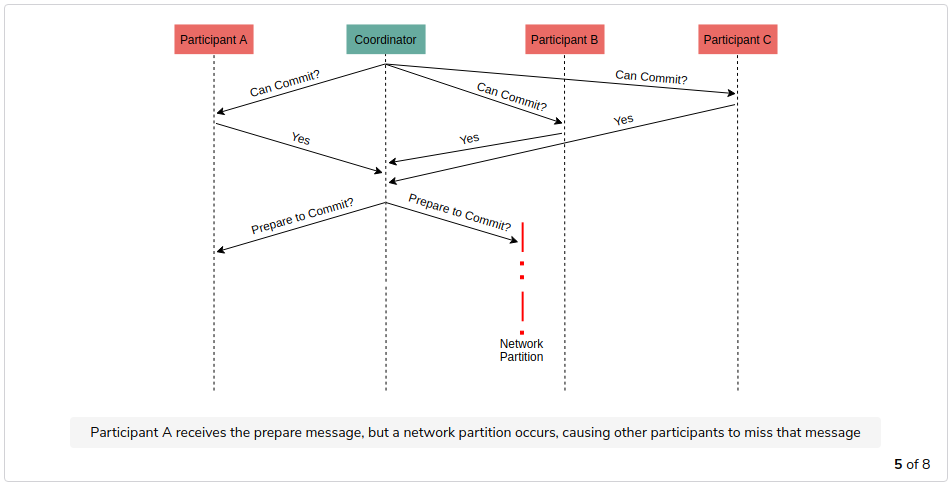 Participant A
Coordinator
Participant B
Participant C
Can Commit?
Can Commit?
Can Commit?
Yes
Yes
Yes
Prepare to Commit?
Prepare to Commit?
Network
Partition
Participant A receives the prepare message, but a network partition occurs, causing other participants to miss that message
5 of 8